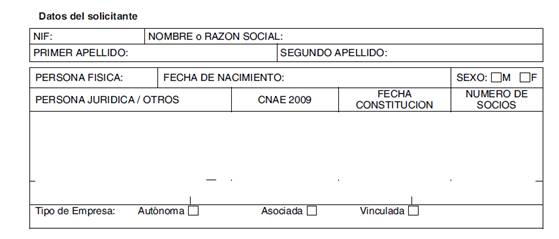 Datos del solicitante
NIF: NOMBRE o RAZON SOCIAL:
PRIMER APELLIDO: SEGUNDO APELLIDO:
PERSONA FISICA: FECHA DE NACIMIENTO: SEXO: M F
PERSONA JURIDICA / OTROS CNAE 2009 FECHA CONSTITUCION NUMERO DE SOCIOS
Tipo de Empresa: Autónoma Asociada Vinculada